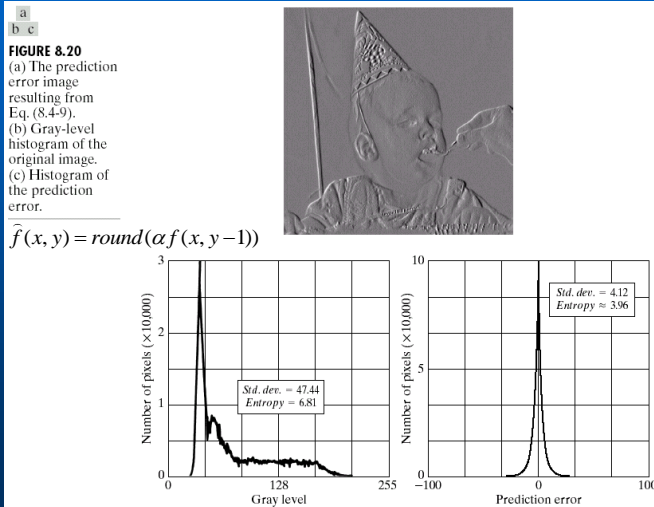 a
b c
FIGURE 8.20
(a) The prediction
error image
resulting from
Eq. (8.4-9).
(b) Gray-level
histogram of the
original image.
(c) Histogram of
the prediction
error.
f̂(x, y) = round(α f(x, y −1))
3
2
1
0
Number of pixels (×10,000)
Std. dev. = 47.44
Entropy = 6.81
0 128 255
Gray level
10
5
0
Number of pixels (×10,000)
Std. dev. = 4.12
Entropy ≈ 3.96
−100 0 100
Prediction error